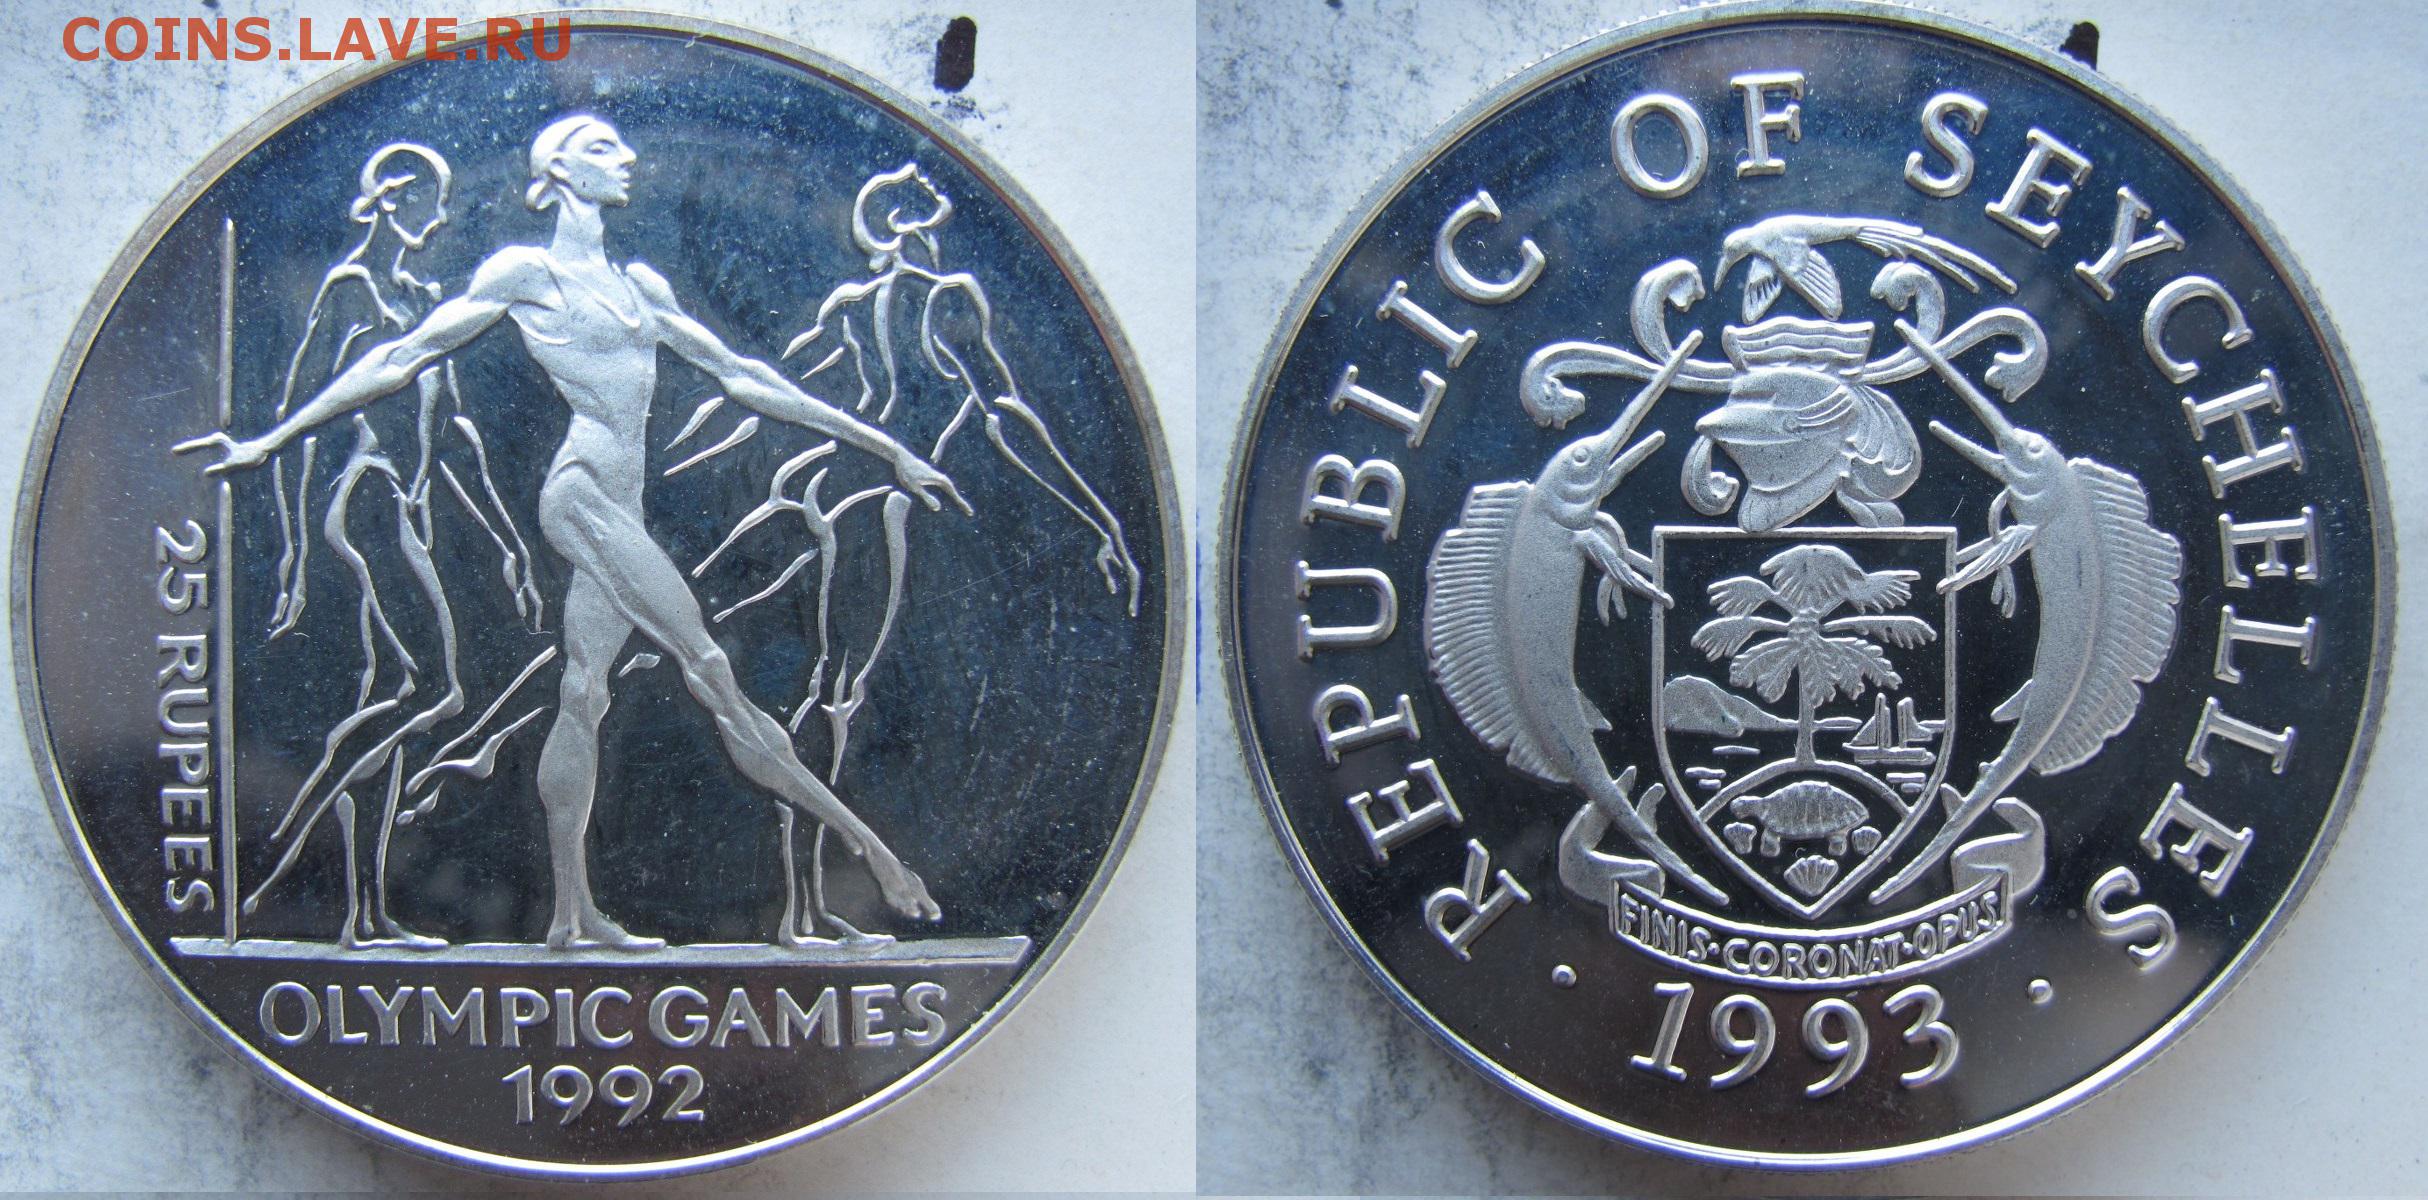 COINS.LAVE.RU
25 RUPEES
OLYMPIC GAMES
1992
REPUBLIC OF SEYCHELLES
FINIS·CORONAT·OPUS
· 1993 ·